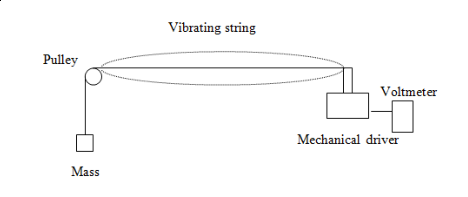 Vibrating string
Pulley
Voltmeter
Mechanical driver
Mass